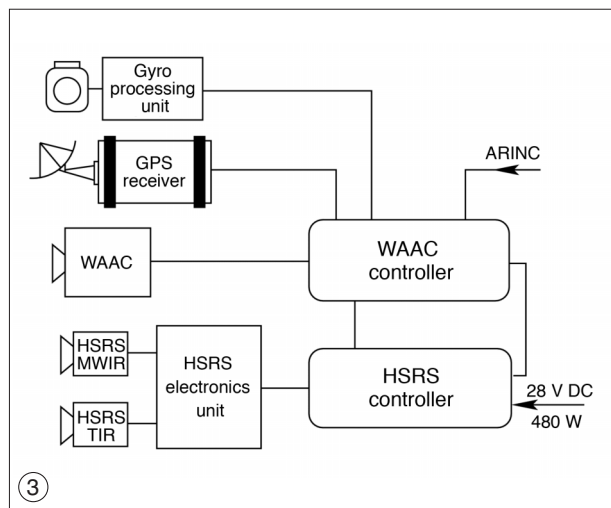 Gyro
processing
unit
GPS
receiver
ARINC
WAAC
WAAC
controller
HSRS
MWIR
HSRS
TIR
HSRS
electronics
unit
HSRS
controller
28 V DC
480 W
3